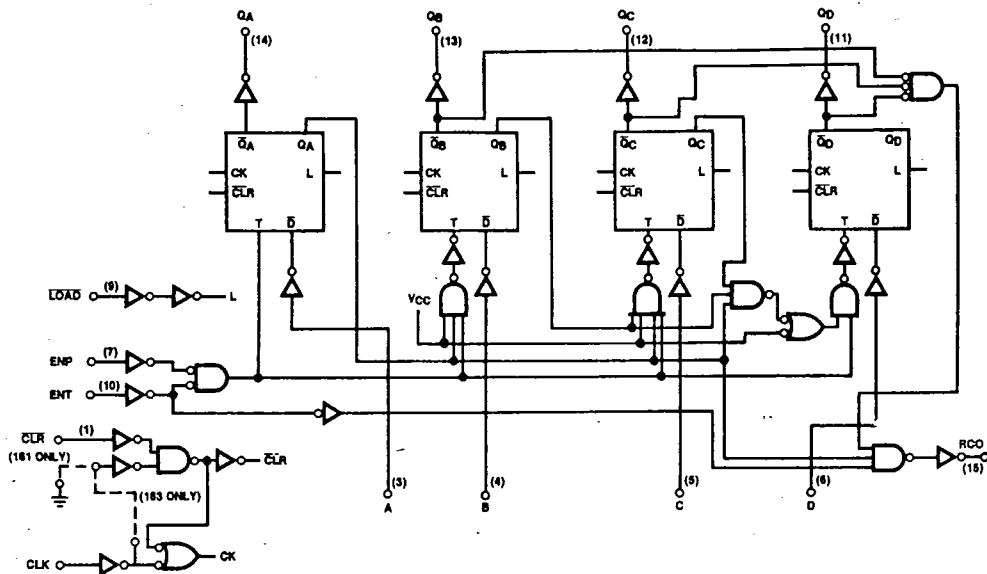 QA QB QC QD
(14) (13) (12) (11)
Q̄A QA Q̄B QB Q̄C QC Q̄D QD
CK L CK L CK L CK L
C̅L̅R̅ C̅L̅R̅ C̅L̅R̅ C̅L̅R̅
T D̄ T D̄ T D̄ T D̄
L̅O̅A̅D̅ (9) L
VCC
ENP (7)
ENT (10)
C̅L̅R̅ (1) C̅L̅R̅
(161 ONLY)
(163 ONLY)
RCO
(15)
(3) (4) (5) (6)
A B C D
CLK CK